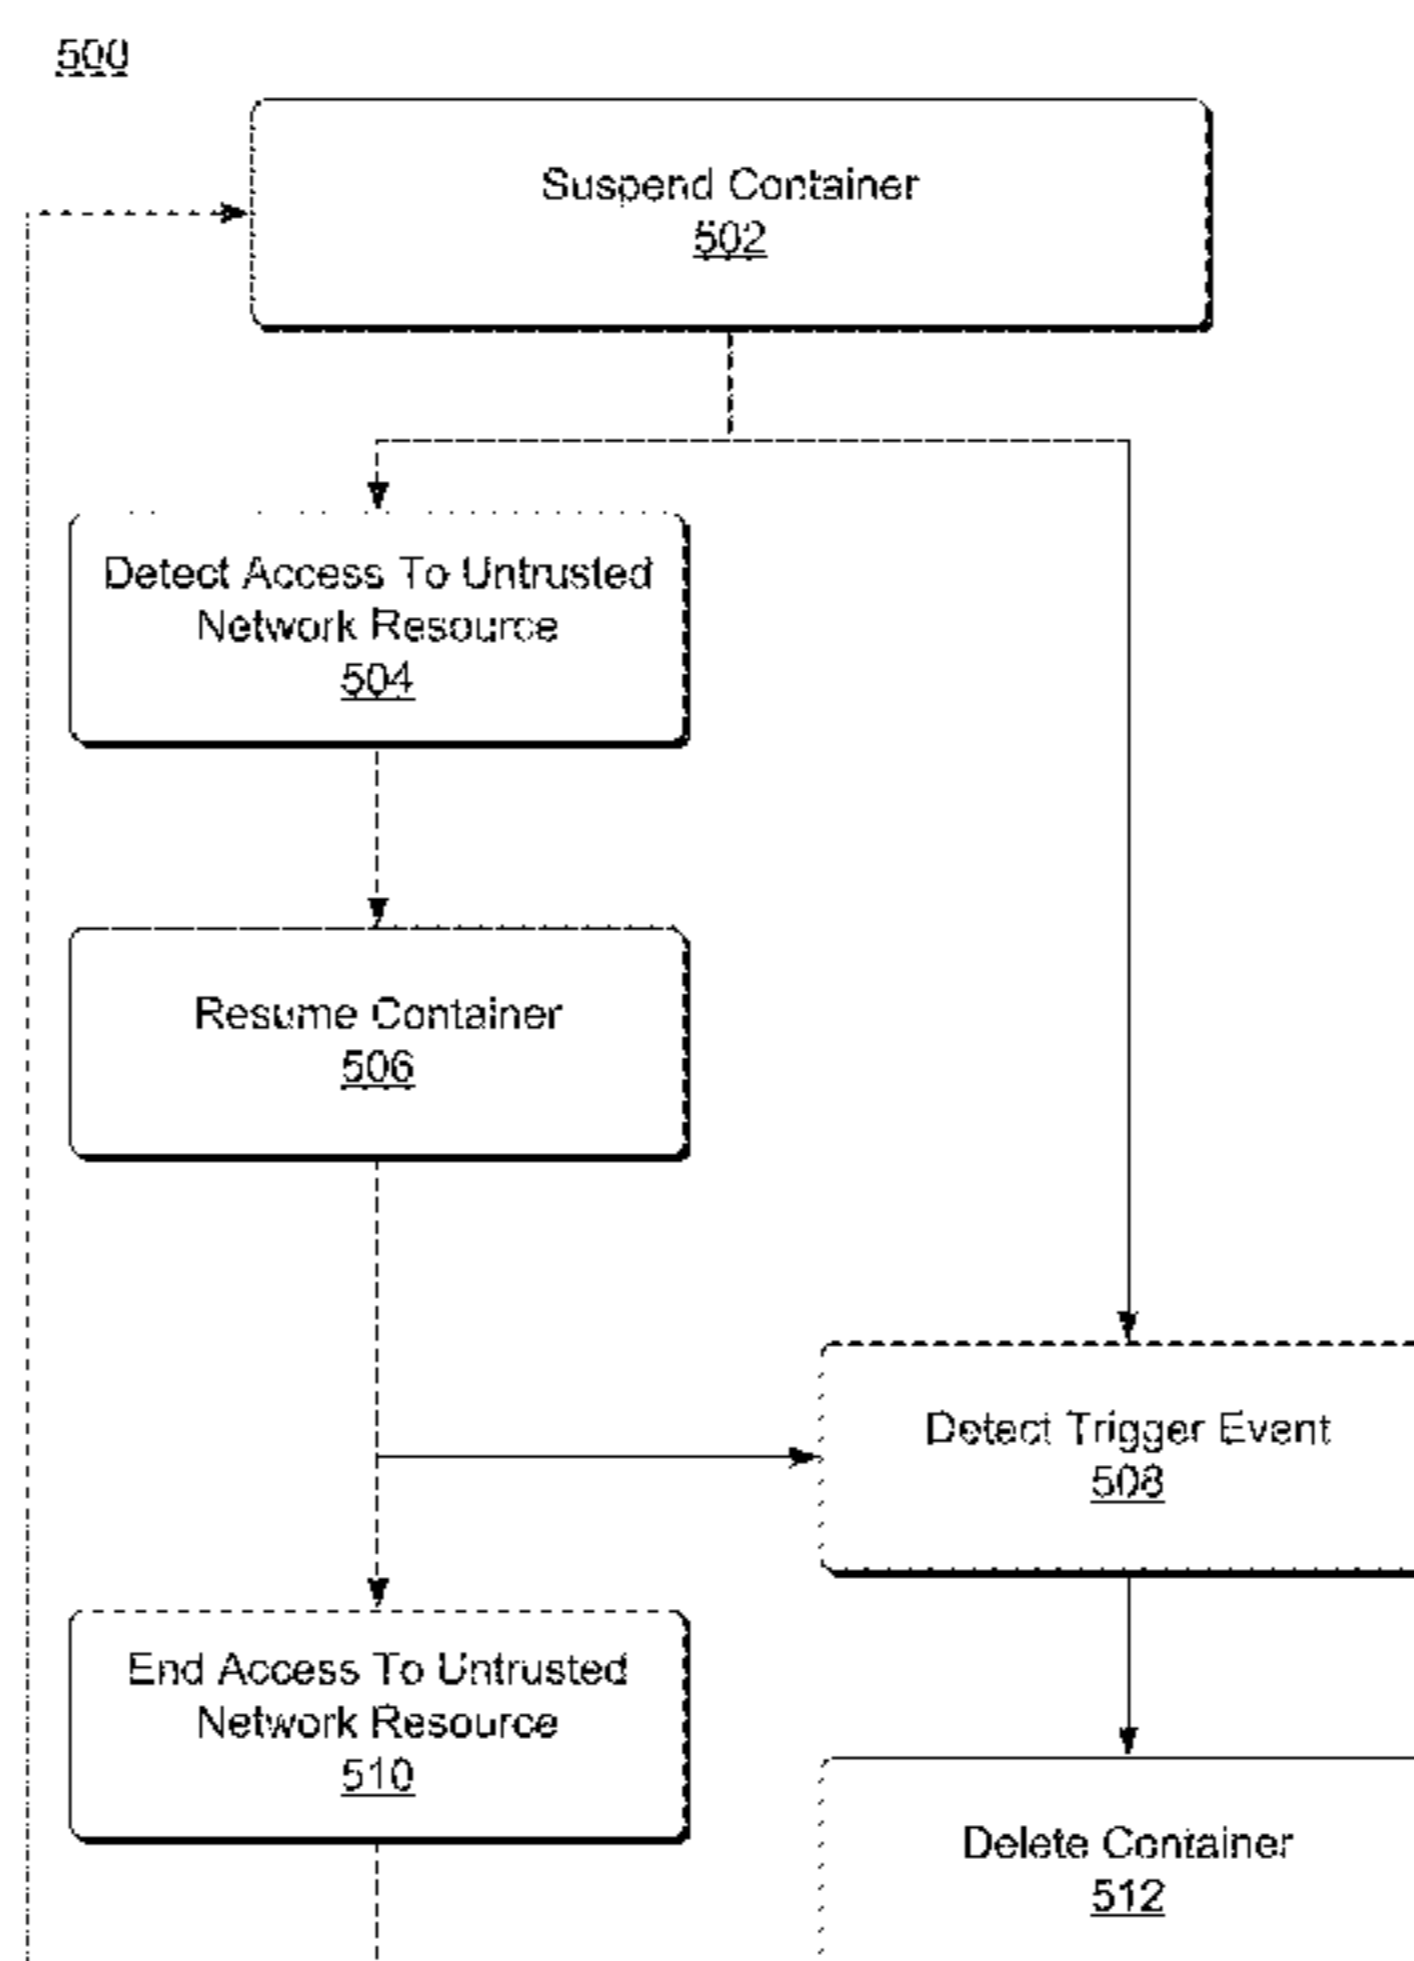 500
Suspend Container
502
Detect Access To Untrusted
Network Resource
504
Resume Container
506
Detect Trigger Event
508
End Access To Untrusted
Network Resource
510
Delete Container
512